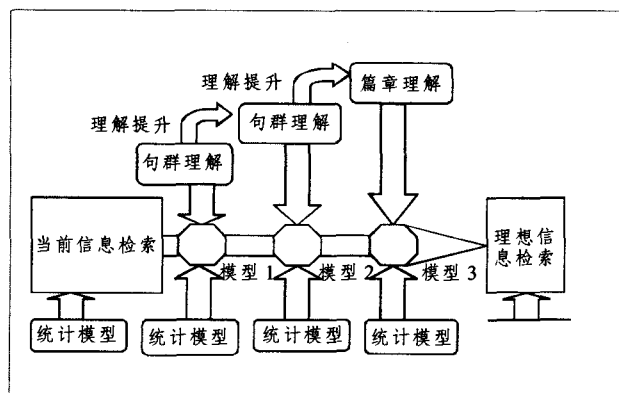 理解提升
篇章理解
理解提升
句群理解
句群理解
当前信息检索
理想信
息检索
模型 1
模型 2
模型 3
统计模型
统计模型
统计模型
统计模型